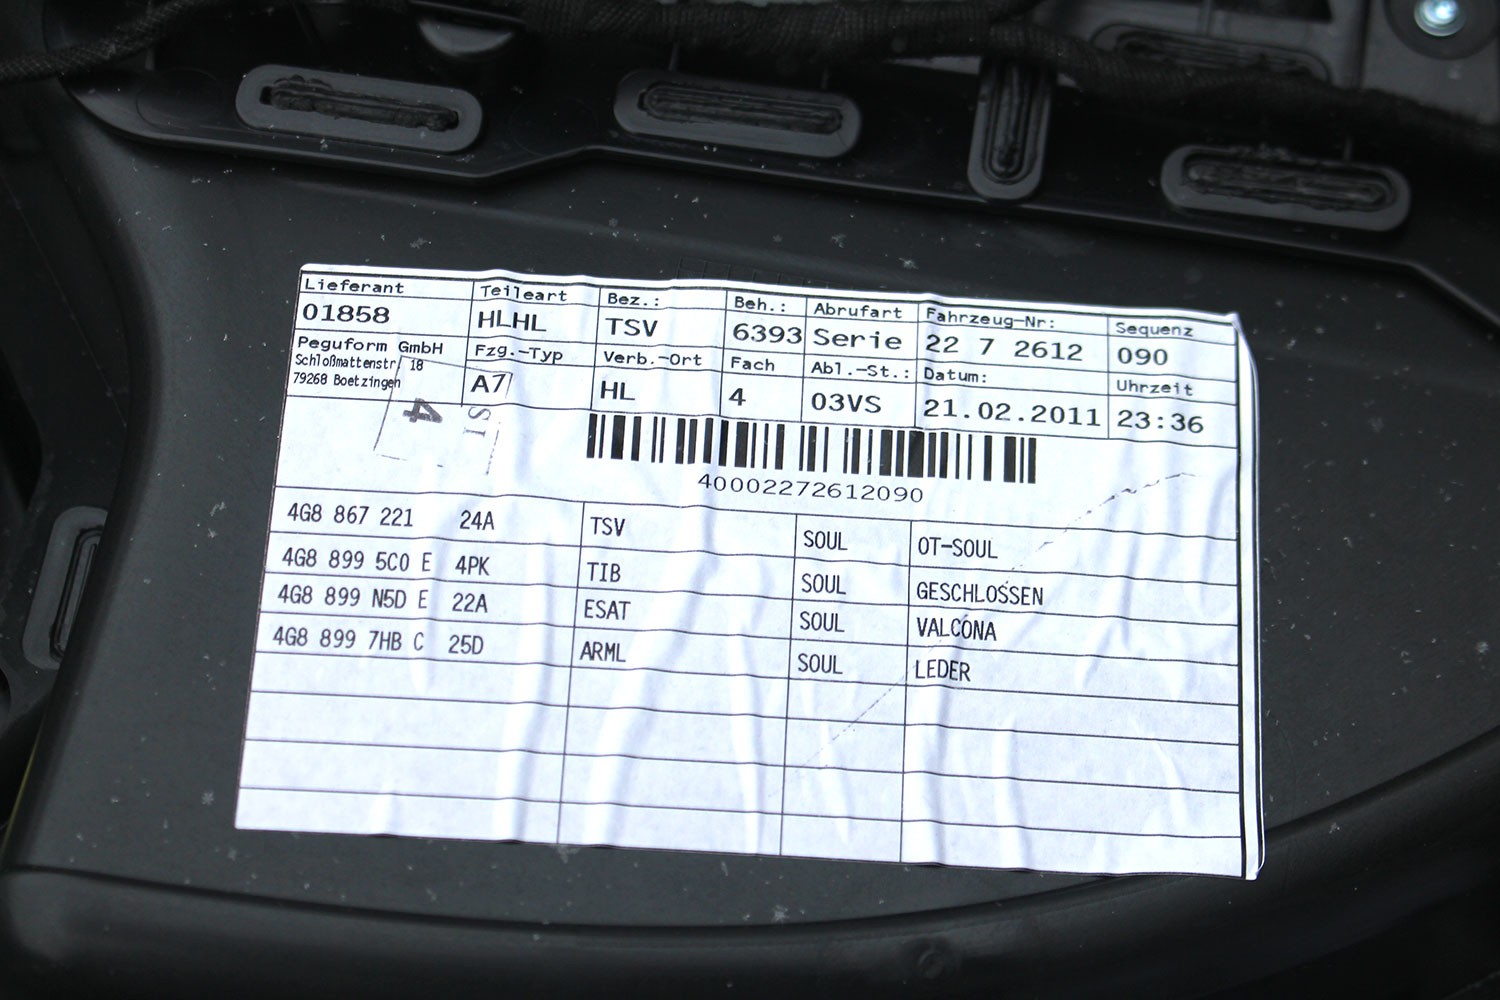 Lieferant Teileart Bez.: Beh.: Abrufart Fahrzeug-Nr: Sequenz
01858 HLHL TSV 6393 Serie 22 7 2612 090
Peguform GmbH Fzg.-Typ Verb.-Ort Fach Abl.-St.: Datum: Uhrzeit
Schloßmattenstr 18
79268 Boetzingen A7 HL 4 03VS 21.02.2011 23:36
4
IS
40002272612090
4G8 867 221 24A TSV SOUL OT-SOUL
4G8 899 5C0 E 4PK TIB SOUL GESCHLOSSEN
4G8 899 N5D E 22A ESAT SOUL VALCONA
4G8 899 7HB C 25D ARML SOUL LEDER